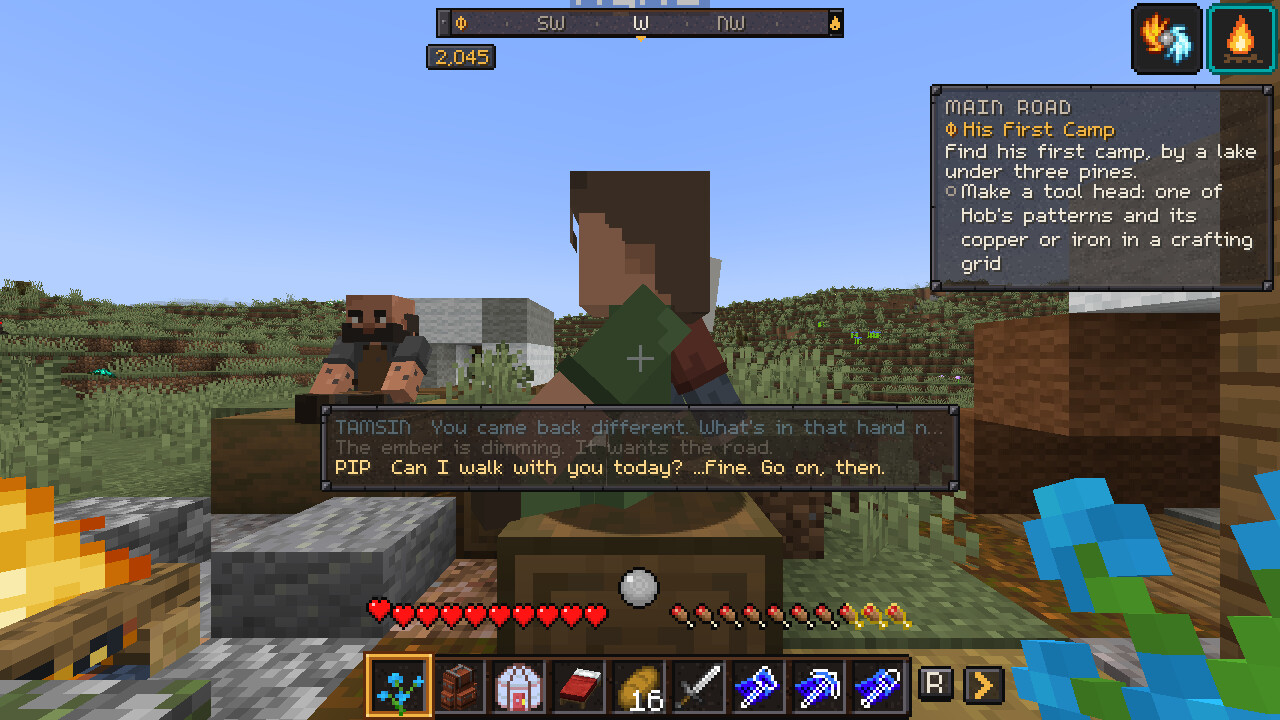 SW W NW
2,045
MAIN ROAD
His First Camp
Find his first camp, by a lake
under three pines.
Make a tool head: one of
Hob's patterns and its
copper or iron in a crafting
grid
TAMSIN You came back different. What's in that hand n...
The ember is dimming. It wants the road.
PIP Can I walk with you today? …Fine. Go on, then.
16
R